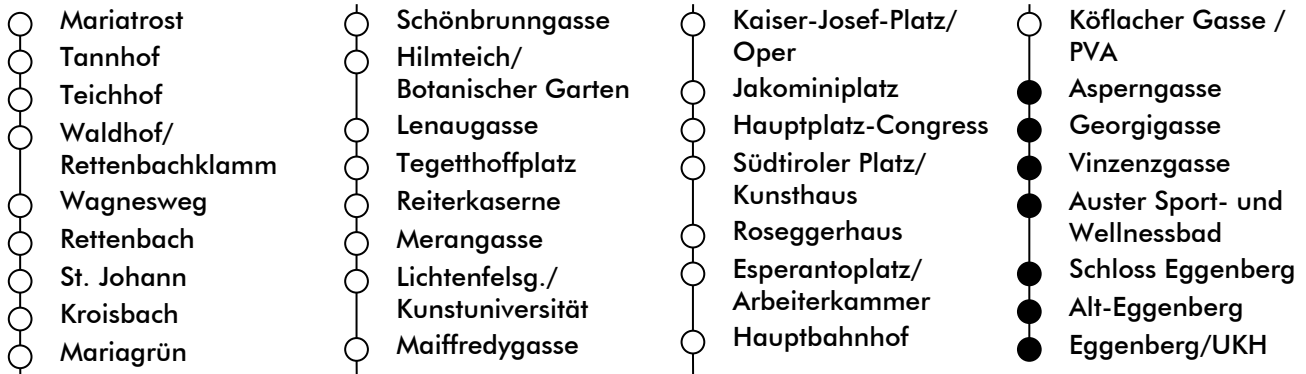 Mariatrost
Tannhof
Teichhof
Waldhof/
Rettenbachklamm
Wagnesweg
Rettenbach
St. Johann
Kroisbach
Mariagrün
Schönbrunngasse
Hilmteich/
Botanischer Garten
Lenaugasse
Tegetthoffplatz
Reiterkaserne
Merangasse
Lichtenfelsg./
Kunstuniversität
Maiffredygasse
Kaiser-Josef-Platz/
Oper
Jakominiplatz
Hauptplatz-Congress
Südtiroler Platz/
Kunsthaus
Roseggerhaus
Esperantoplatz/
Arbeiterkammer
Hauptbahnhof
Köflacher Gasse /
PVA
Asperngasse
Georgigasse
Vinzenzgasse
Auster Sport- und
Wellnessbad
Schloss Eggenberg
Alt-Eggenberg
Eggenberg/UKH